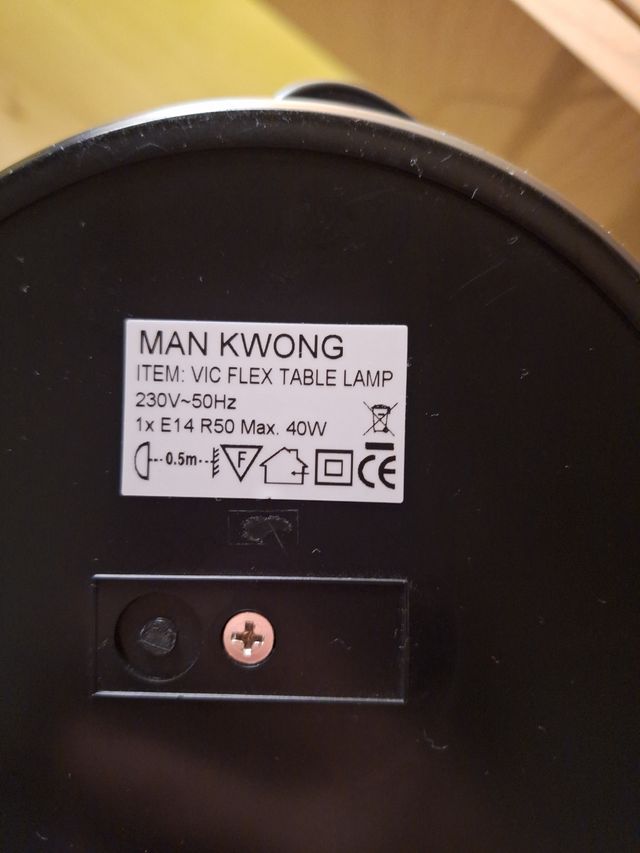 MAN KWONG
ITEM: VIC FLEX TABLE LAMP
230V~50Hz
1x E14 R50 Max. 40W
0.5m F CE